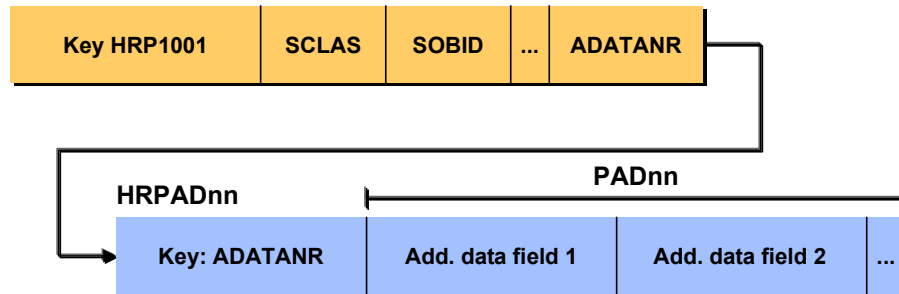 Key HRP1001 SCLAS SOBID ... ADATANR
PADnn
HRPADnn
Key: ADATANR Add. data field 1 Add. data field 2 ...